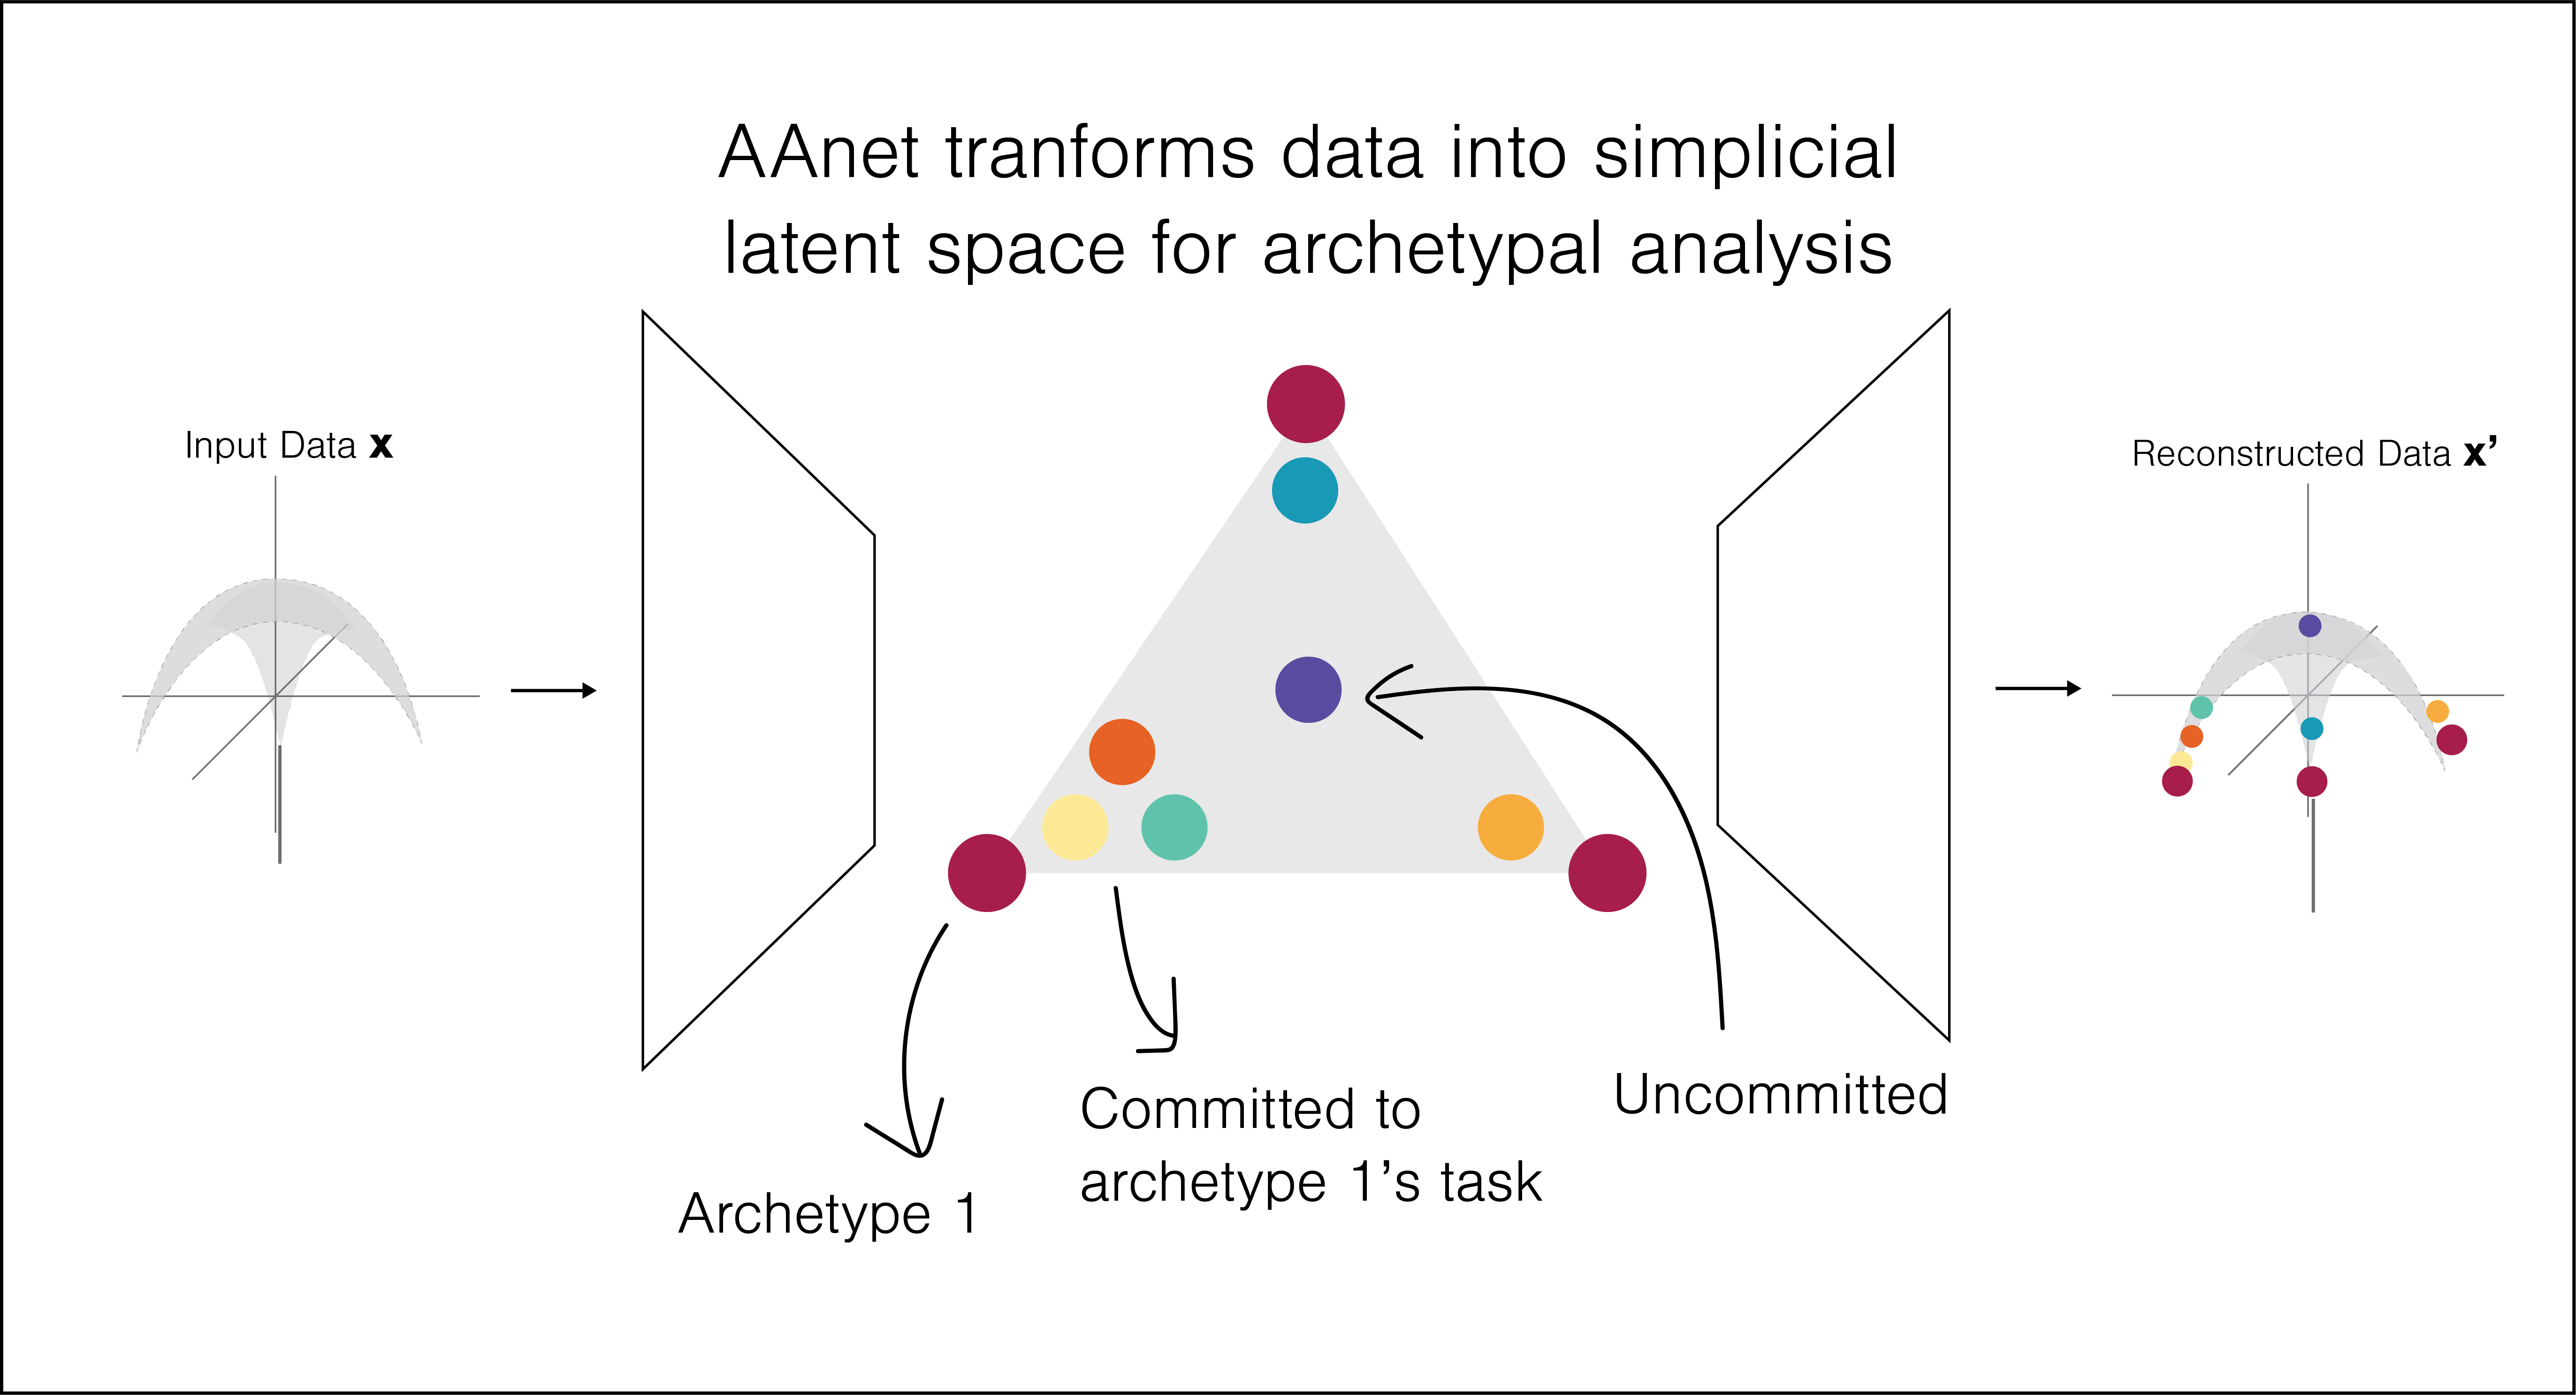 AAnet tranforms data into simplicial
latent space for archetypal analysis
Input Data x
Reconstructed Data x’
Committed to
archetype 1’s task
Uncommitted
Archetype 1